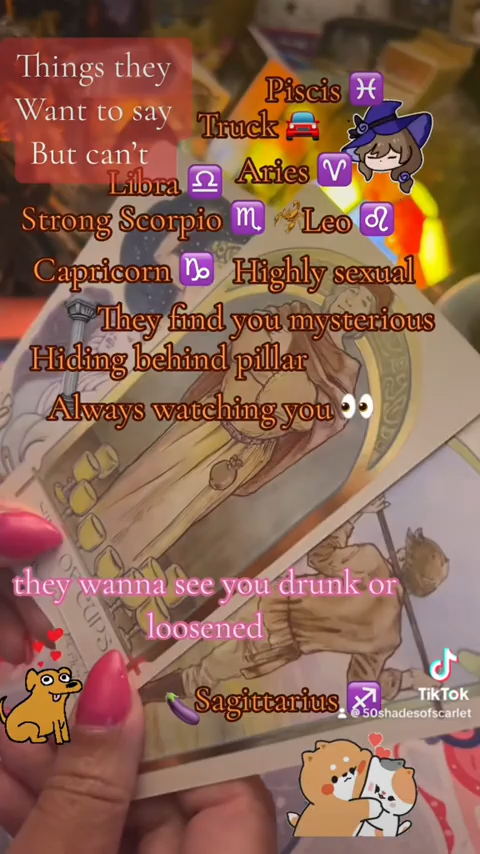 Things they
Want to say
But can't
Piscis ♓
Truck 🚘
Aries ♈
Libra ♎
Strong Scorpio ♏ 🦂 Leo ♌
Capricorn ♑ Highly sexual
They find you mysterious
Hiding behind pillar
Always watching you 👀
they wanna see you drunk or
loosened
🍆 Sagittarius ♐
TikTok
@50shadesofscarlet